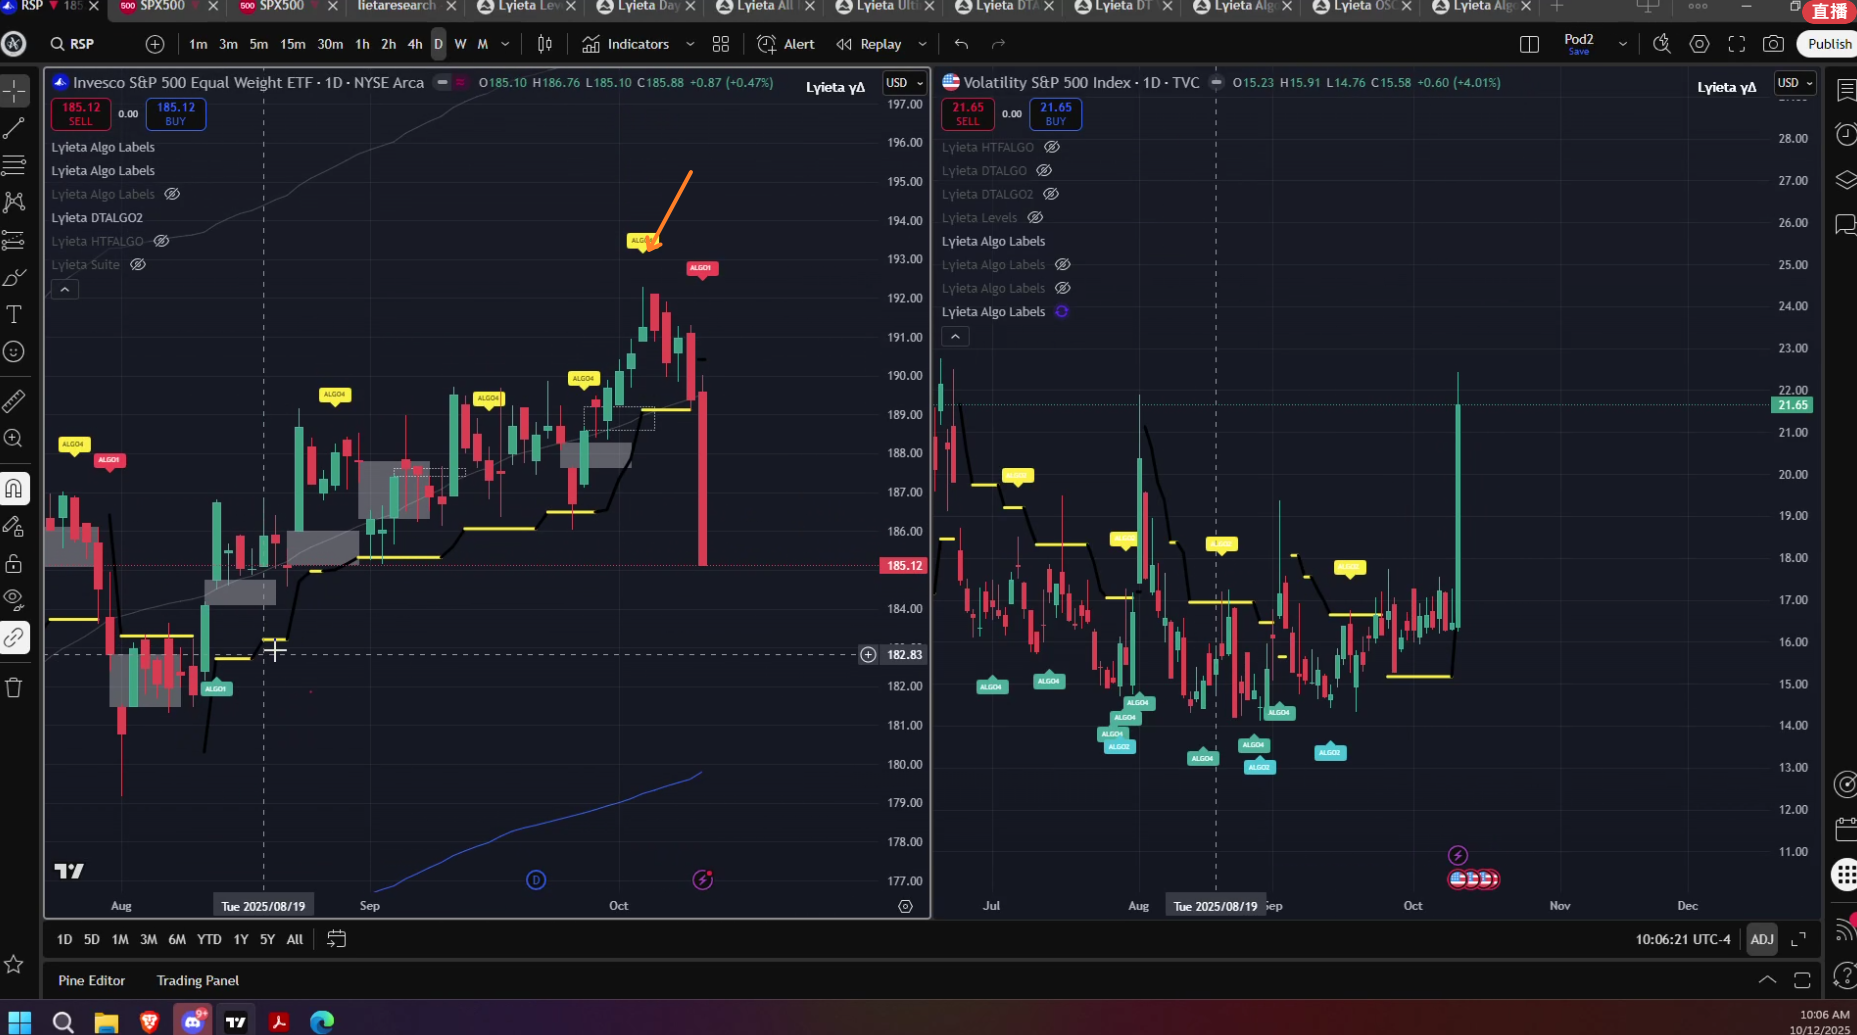 RSP 185
SPX500
SPX500
lietaresearch
Lyieta Lev
Lyieta Day
Lyieta All
Lyieta Ulti
Lyieta DTA
Lyieta DT
Lyieta Alg
Lyieta OSC
Lyieta Alg
直播
RSP
1m 3m 5m 15m 30m 1h 2h 4h D W M
Indicators
Alert
Replay
Pod2
Save
Publish
Invesco S&P 500 Equal Weight ETF · 1D · NYSE Arca
O185.10 H186.76 L185.10 C185.88 +0.87 (+0.47%)
Lyieta γΔ
USD
185.12
SELL
0.00
185.12
BUY
Lyieta Algo Labels
Lyieta Algo Labels
Lyieta Algo Labels
Lyieta DTALGO2
Lyieta HTFALGO
Lyieta Suite
197.00
196.00
195.00
194.00
193.00
192.00
191.00
190.00
189.00
188.00
187.00
186.00
185.12
184.00
182.83
182.00
181.00
180.00
179.00
178.00
177.00
ALGO4
ALGO1
ALGO4
ALGO4
ALGO4
ALGO1
ALGO1
D
Aug
Tue 2025/08/19
Sep
Oct
Volatility S&P 500 Index · 1D · TVC
O15.23 H15.91 L14.76 C15.58 +0.60 (+4.01%)
Lyieta γΔ
USD
21.65
SELL
0.00
21.65
BUY
Lyieta HTFALGO
Lyieta DTALGO
Lyieta DTALGO2
Lyieta Levels
Lyieta Algo Labels
Lyieta Algo Labels
Lyieta Algo Labels
Lyieta Algo Labels
28.00
27.00
26.00
25.00
24.00
23.00
22.00
21.65
21.00
20.00
19.00
18.00
17.00
16.00
15.00
14.00
13.00
12.00
11.00
ALGO4
ALGO4
ALGO4
ALGO4
ALGO4
ALGO2
ALGO4
ALGO4
ALGO2
ALGO4
ALGO2
Jul
Aug
Tue 2025/08/19
Sep
Oct
Nov
Dec
1D 5D 1M 3M 6M YTD 1Y 5Y All
10:06:21 UTC-4
ADJ
Pine Editor
Trading Panel
9+
10:06 AM
10/12/2025